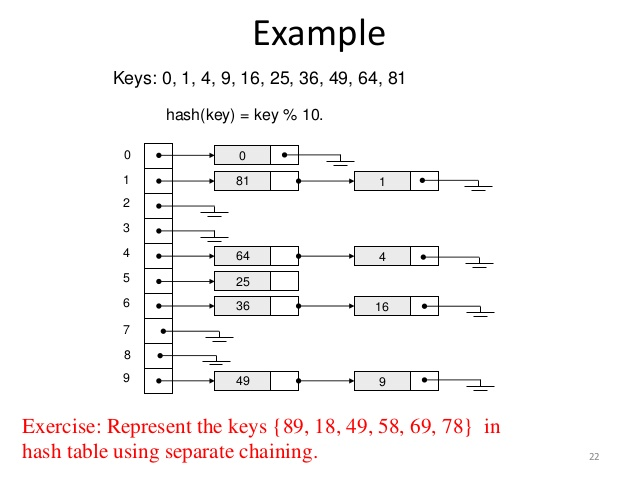 Example
Keys: 0, 1, 4, 9, 16, 25, 36, 49, 64, 81
hash(key) = key % 10.
0 0
1 81 1
2
3
4 64 4
5 25
6 36 16
7
8
9 49 9
Exercise: Represent the keys {89, 18, 49, 58, 69, 78} in
hash table using separate chaining.
22